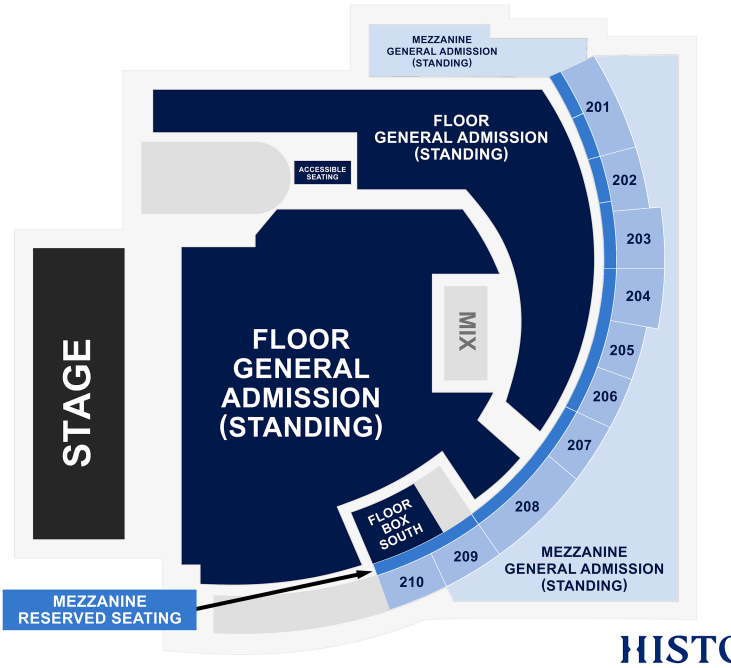 MEZZANINE
GENERAL ADMISSION
(STANDING)
201
FLOOR
GENERAL ADMISSION
(STANDING)
ACCESSIBLE
SEATING
202
203
204
STAGE
MIX
FLOOR
GENERAL
ADMISSION
(STANDING)
205
206
207
208
FLOOR
BOX
SOUTH
209
210
MEZZANINE
GENERAL ADMISSION
(STANDING)
MEZZANINE
RESERVED SEATING